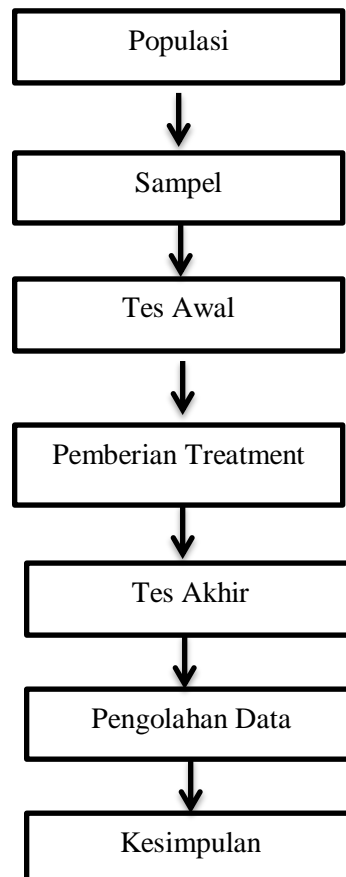 Populasi
Sampel
Tes Awal
Pemberian Treatment
Tes Akhir
Pengolahan Data
Kesimpulan